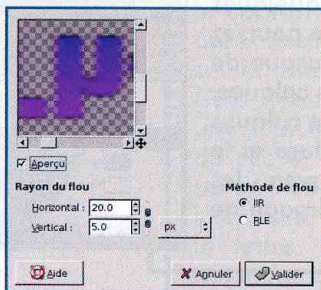 Aperçu
Rayon du flou
Méthode de flou
Horizontal : 20.0
IIR
Vertical : 5.0
px
RLE
Aide
Annuler
Valider